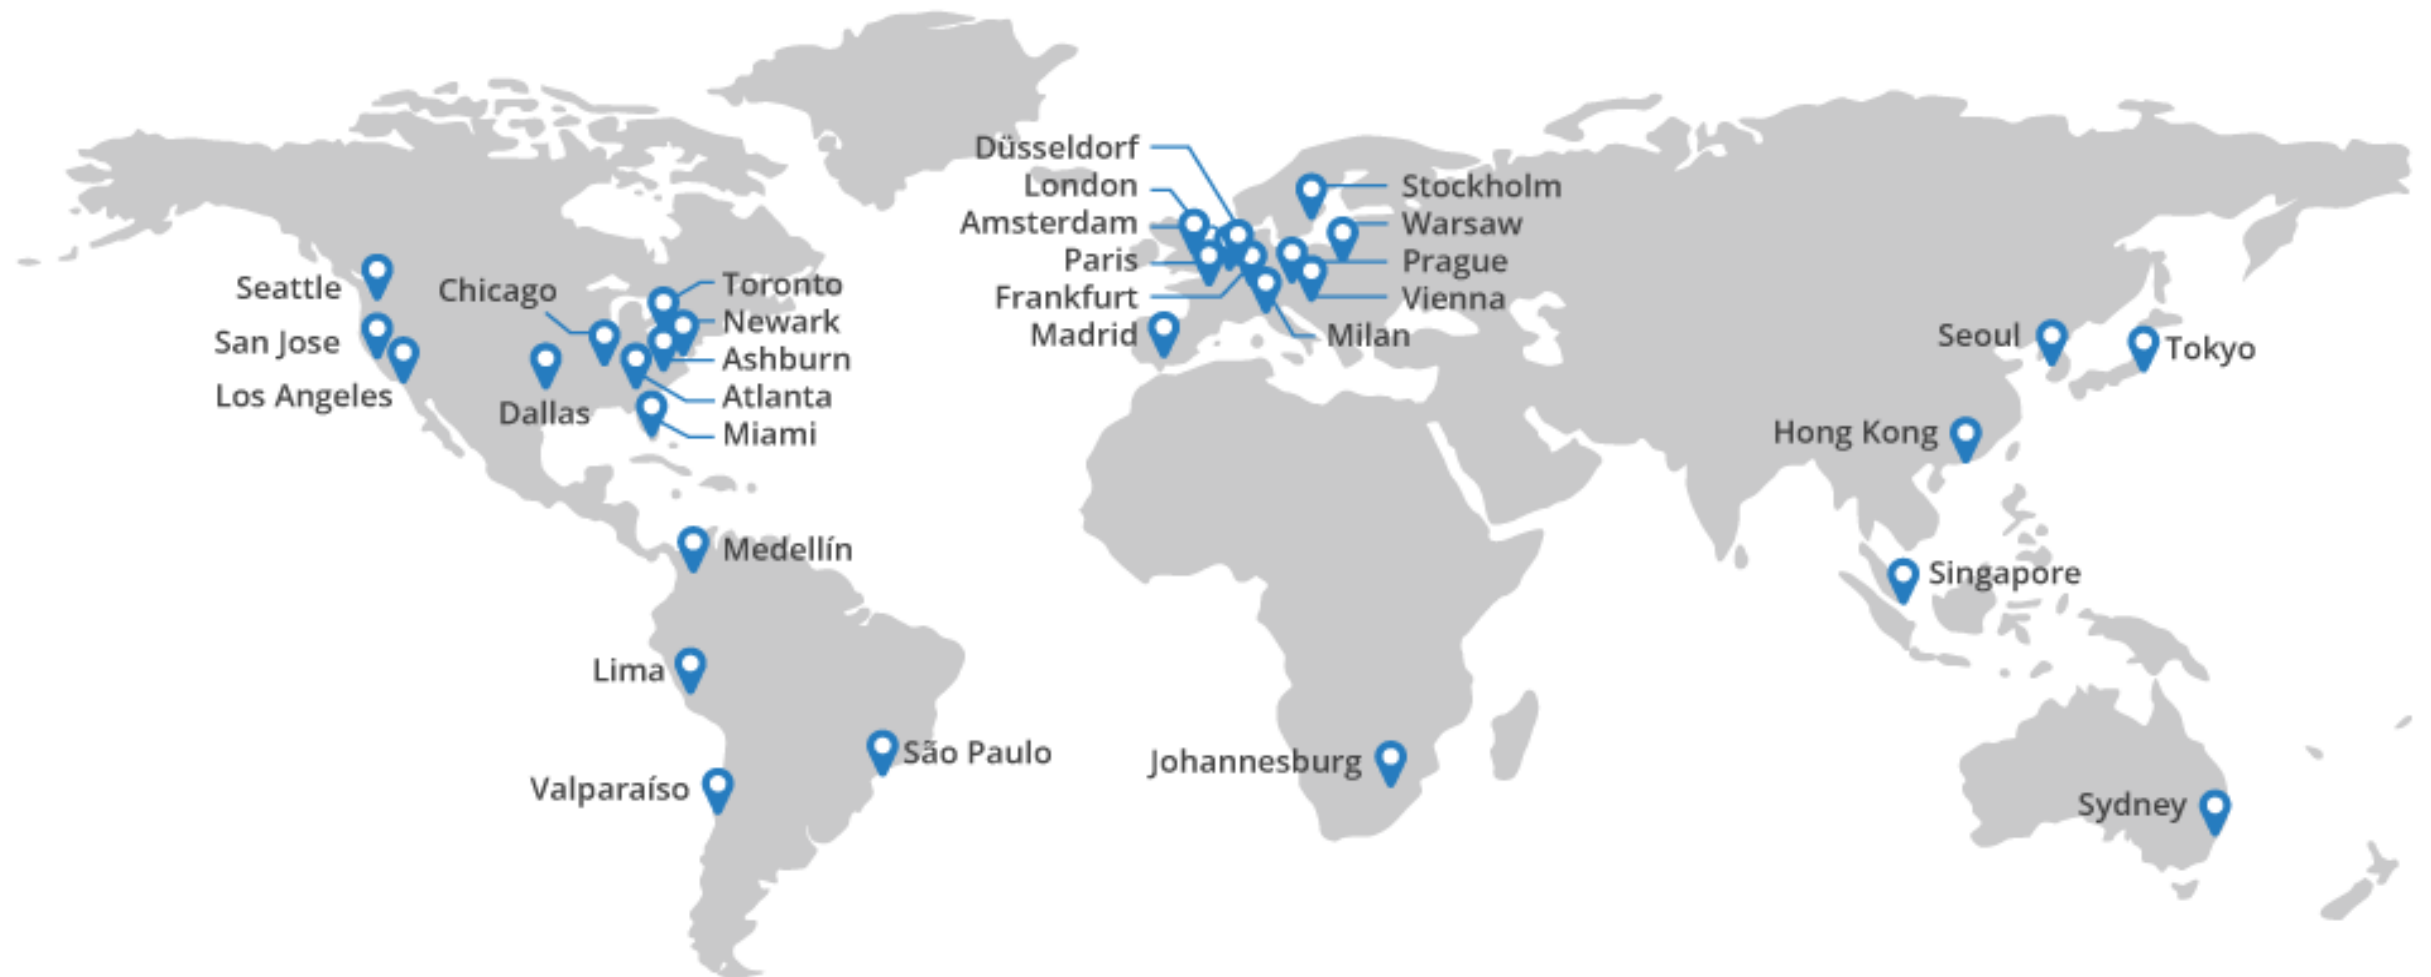 Seattle
San Jose
Los Angeles
Chicago
Dallas
Toronto
Newark
Ashburn
Atlanta
Miami
Medellín
Lima
Valparaíso
São Paulo
Düsseldorf
London
Amsterdam
Paris
Frankfurt
Madrid
Stockholm
Warsaw
Prague
Vienna
Milan
Johannesburg
Seoul
Tokyo
Hong Kong
Singapore
Sydney